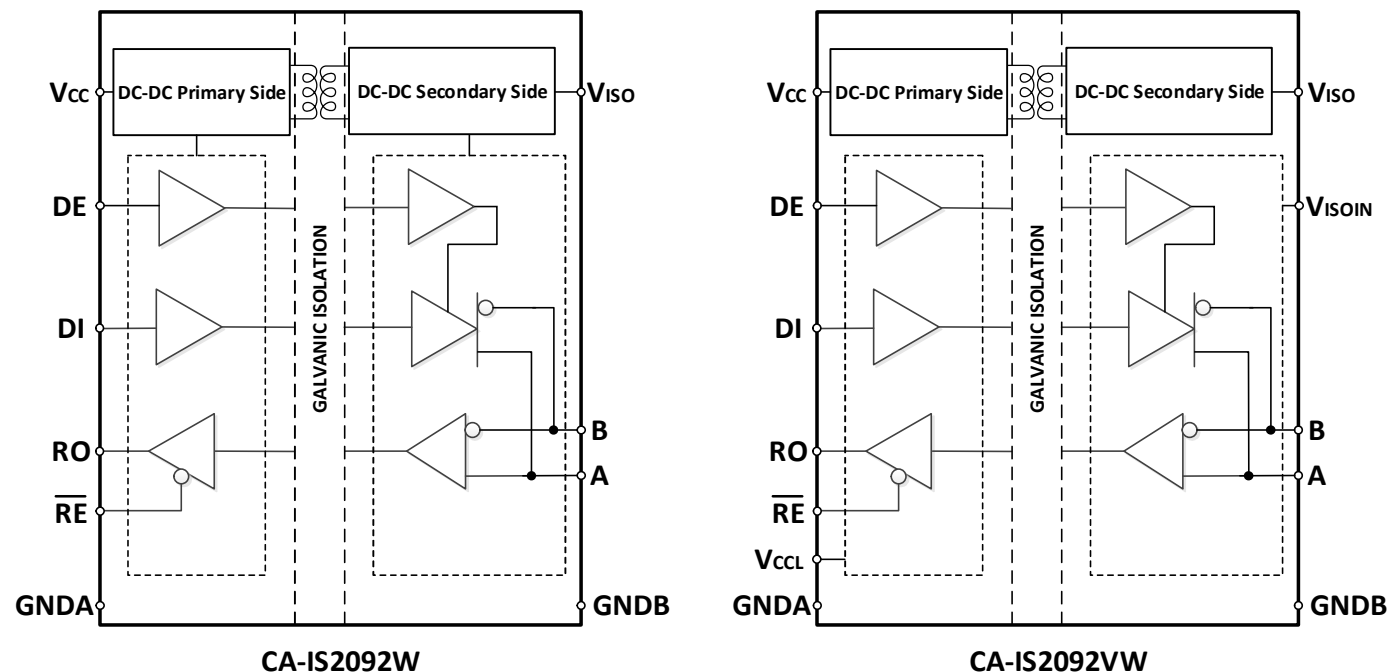 DC-DC Primary Side
DC-DC Secondary Side
VCC
VISO
DE
DI
GALVANIC ISOLATION
RO
B
A
RE
GNDA
GNDB
CA-IS2092W
DC-DC Primary Side
DC-DC Secondary Side
VCC
VISO
DE
VISOIN
DI
GALVANIC ISOLATION
RO
B
A
RE
VCCL
GNDA
GNDB
CA-IS2092VW